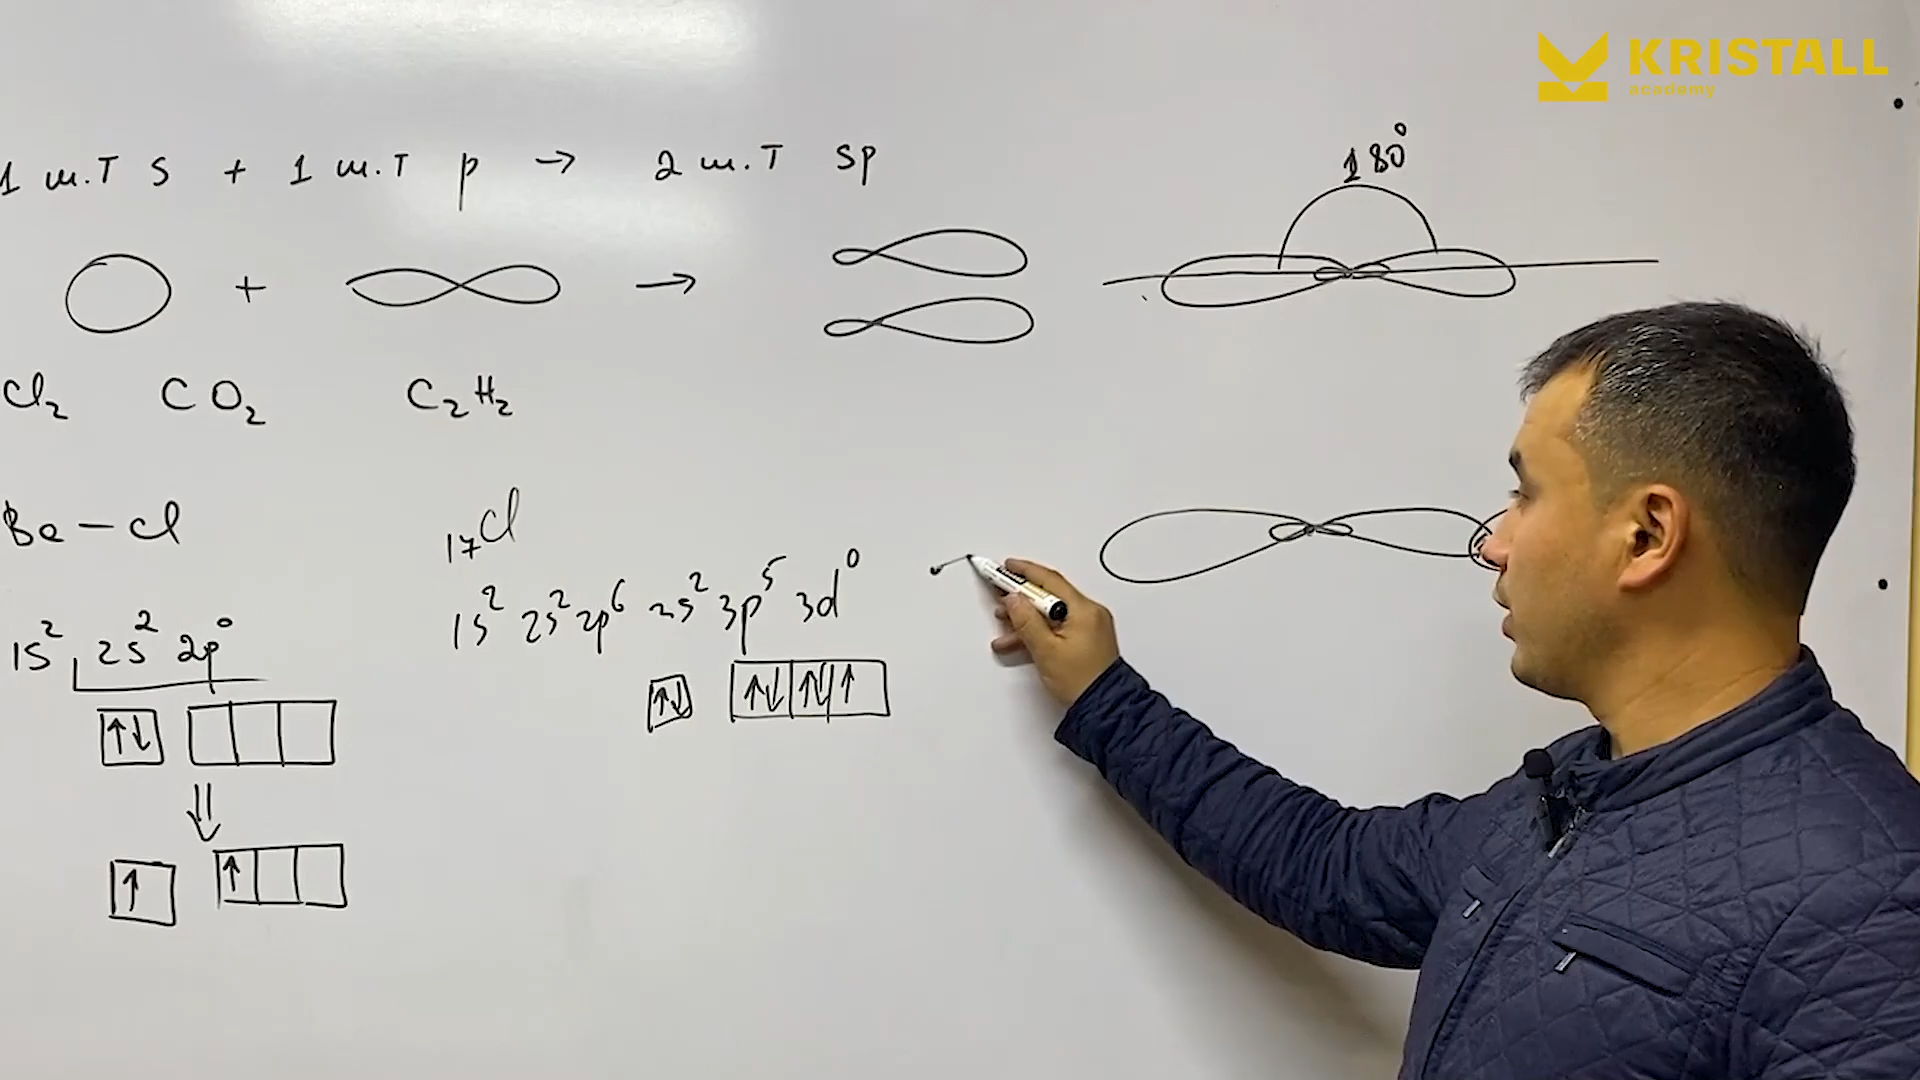 KRISTALL
academy
1 ш.т s + 1 ш.т p → 2 ш.т sp
180°
+ →
Cl₂ CO₂ C₂H₂
Be – Cl
₁₇Cl
1s² 2s² 2p⁶ 3s² 3p⁵ 3d⁰
1s² 2s² 2p⁰
↑↓ ↑↓ ↑↓ ↑
↑↓
⇓
↑ ↑